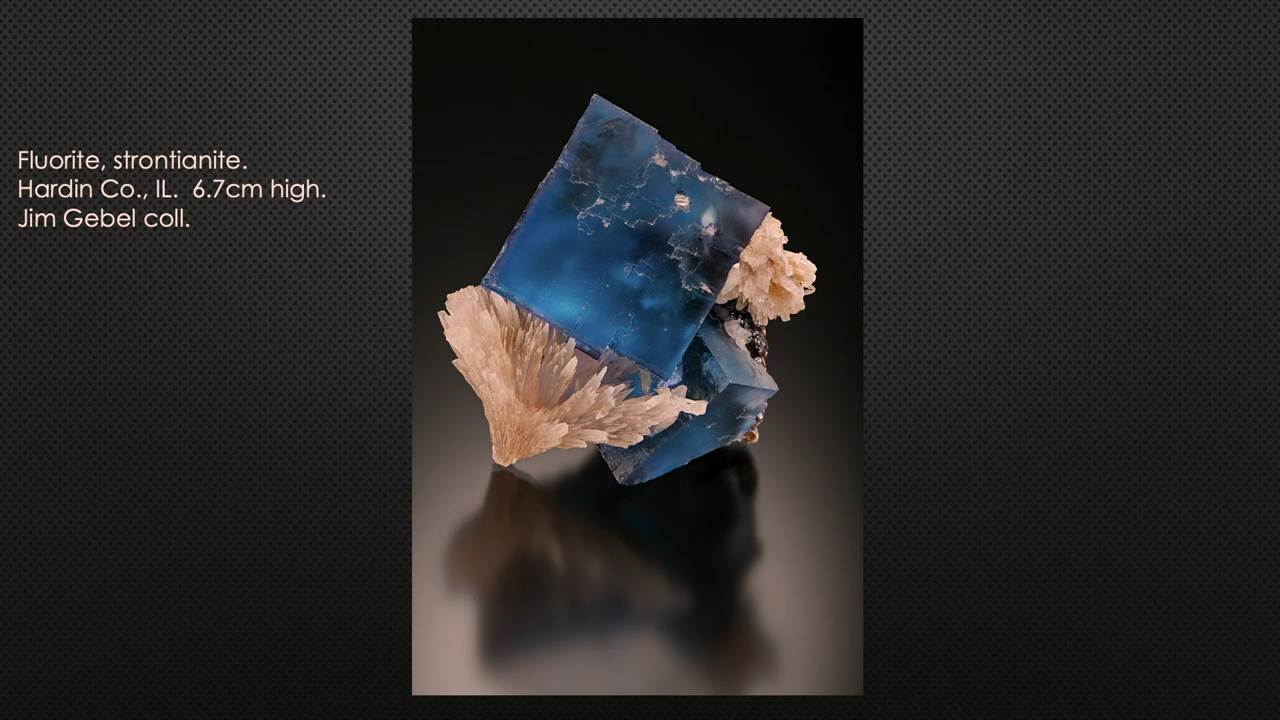 Fluorite, strontianite.
Hardin Co., IL.  6.7cm high.
Jim Gebel coll.